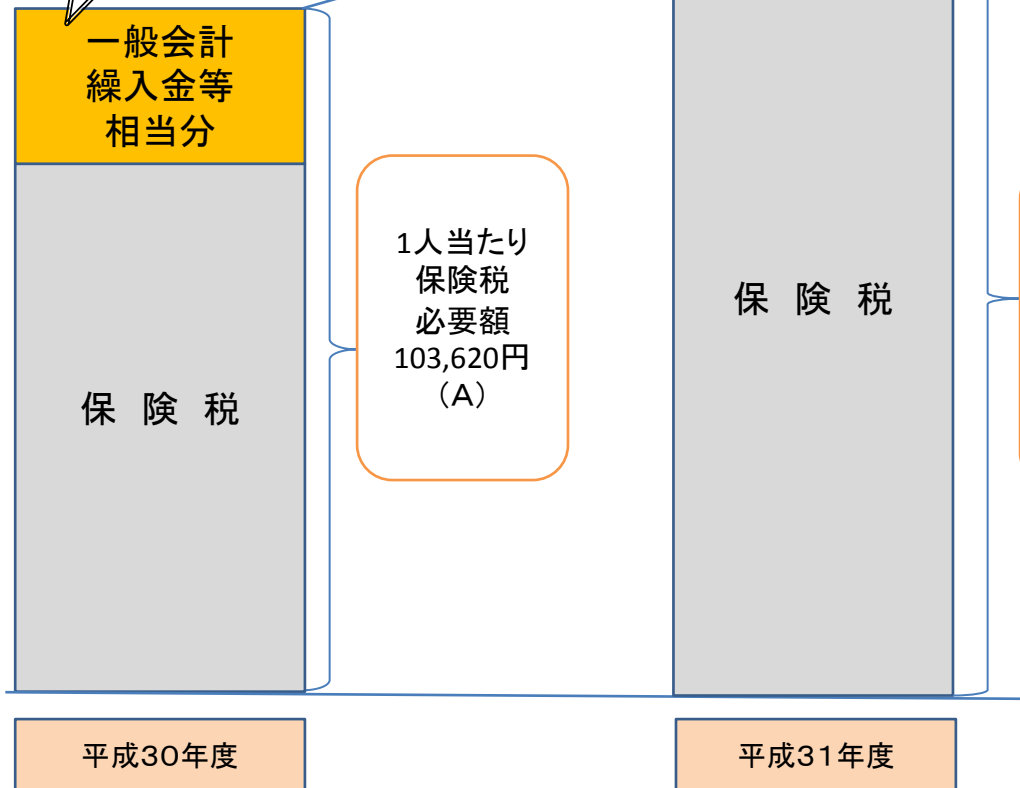 一般会計
繰入金等
相当分
1人当たり
保険税
必要額
103,620円
（A）
保　険　税
保　険　税
平成30年度
平成31年度